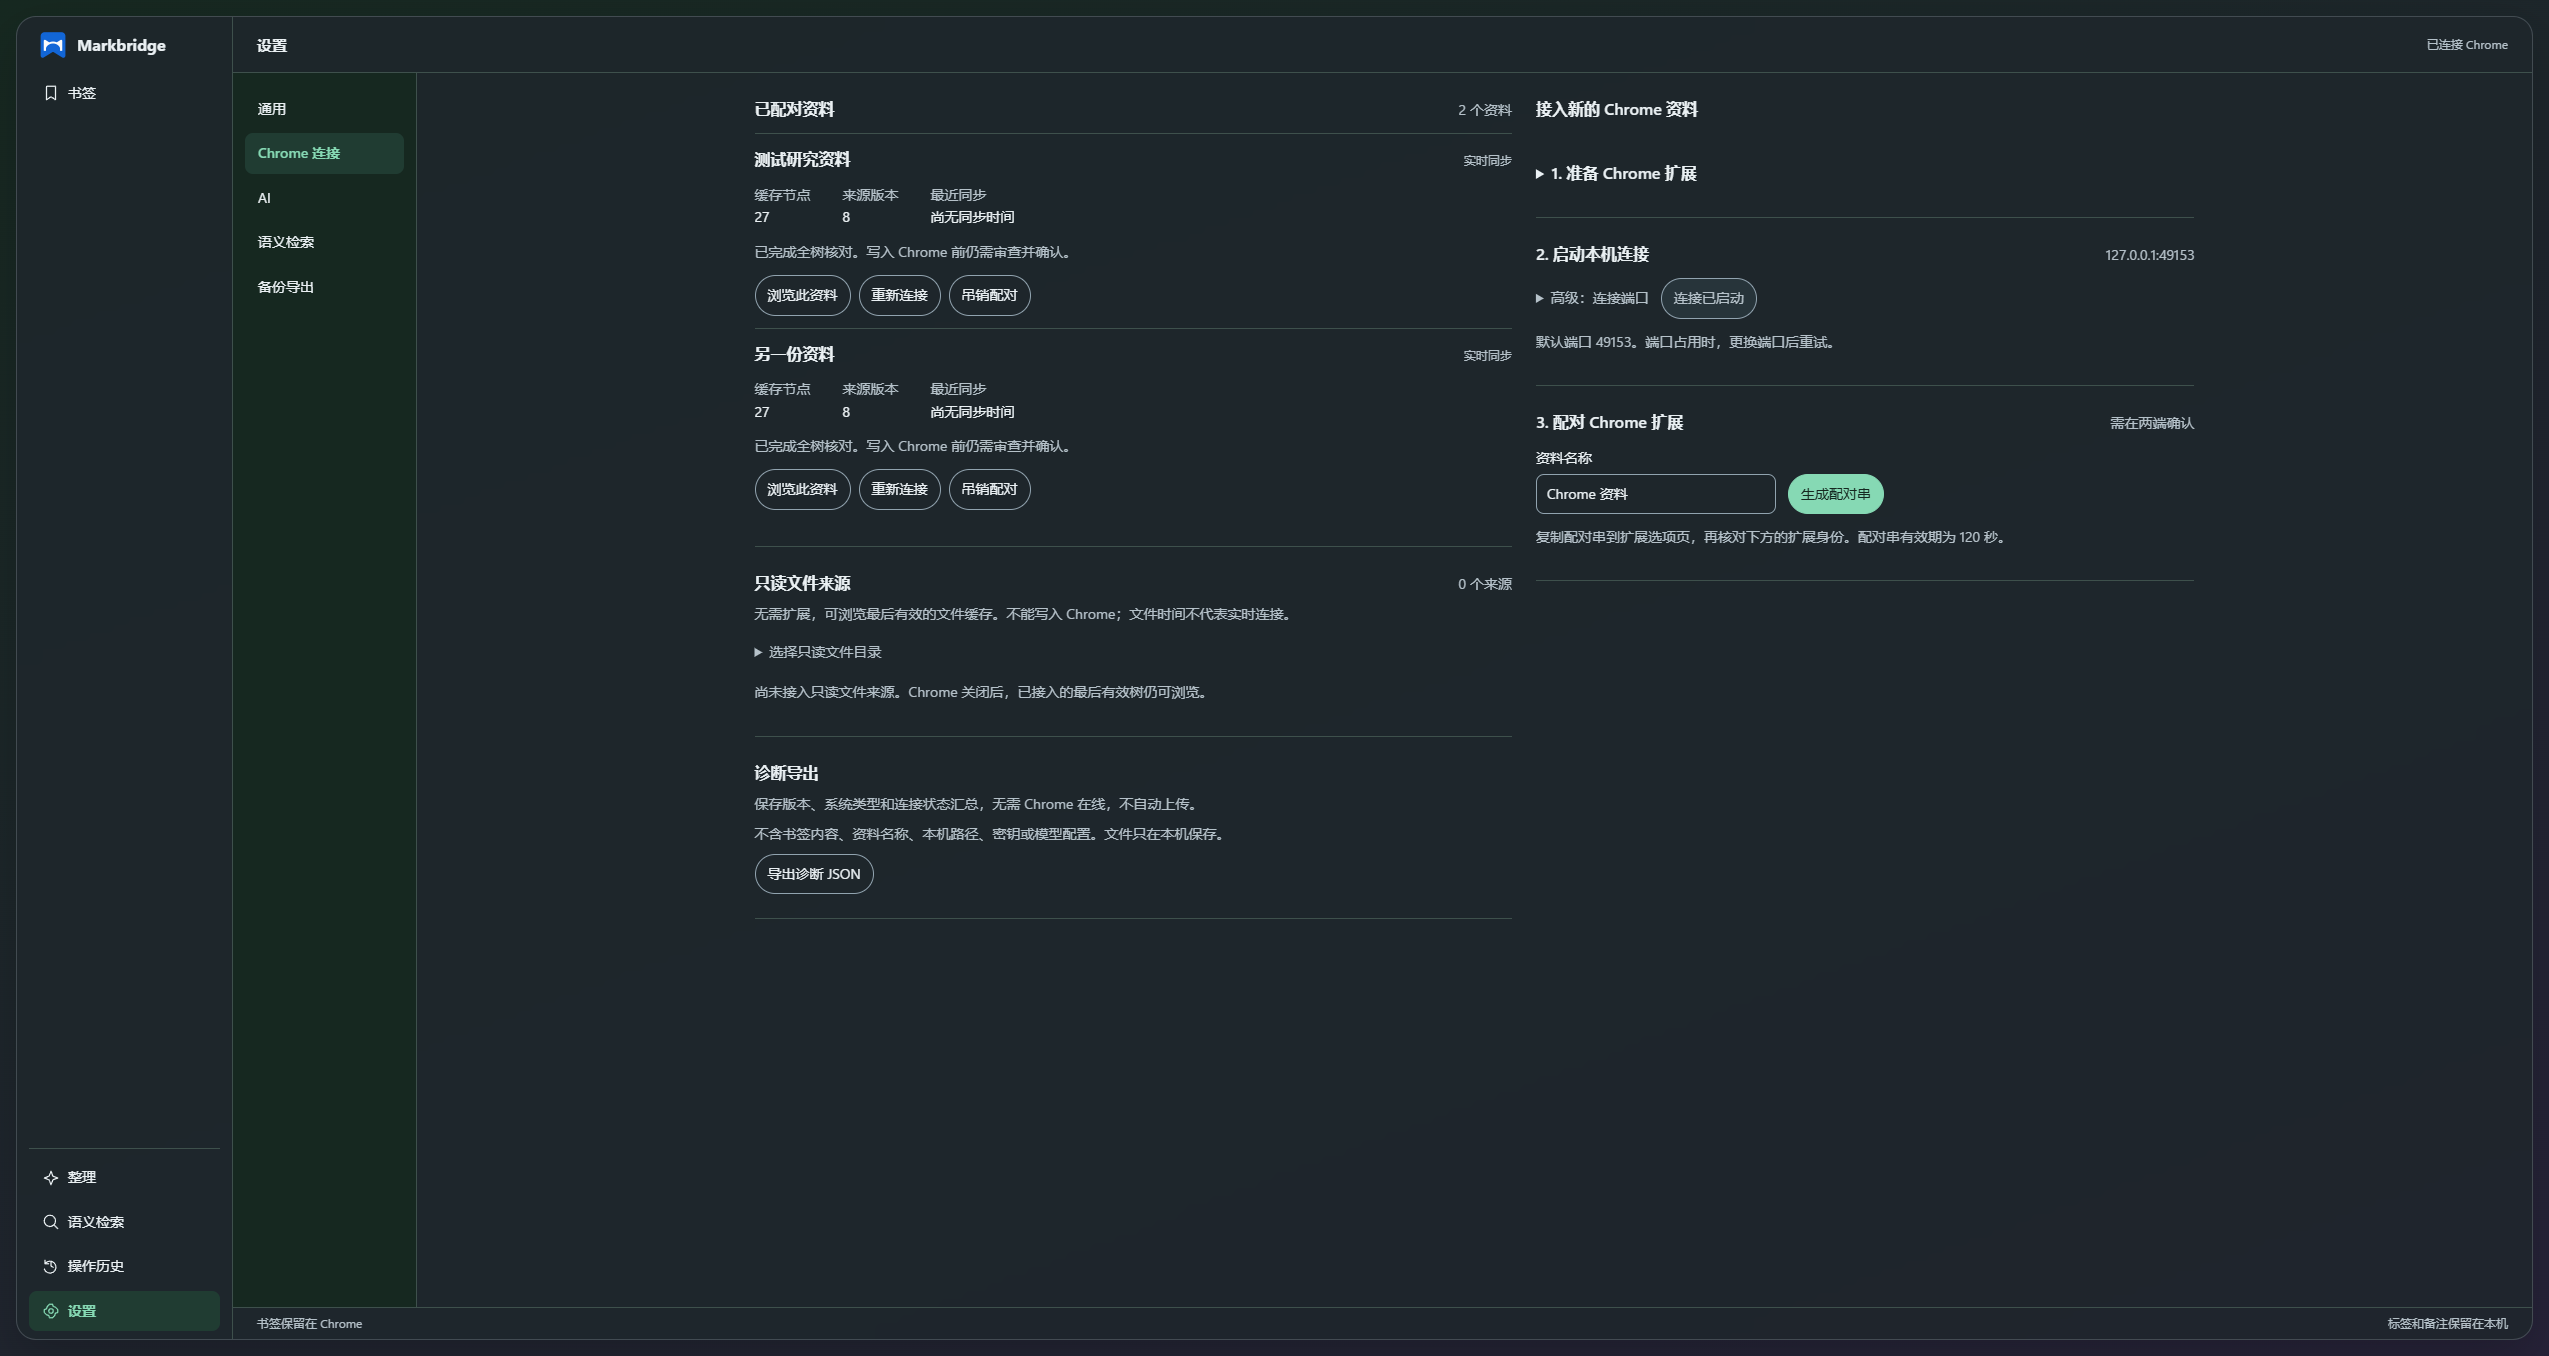 Markbridge
书签
整理
语义检索
操作历史
设置
设置
已连接 Chrome
通用
Chrome 连接
AI
语义检索
备份导出
已配对资料
2 个资料
测试研究资料
实时同步
缓存节点 来源版本 最近同步
27 8 尚无同步时间
已完成全树核对。写入 Chrome 前仍需审查并确认。
浏览此资料 重新连接 吊销配对
另一份资料
实时同步
缓存节点 来源版本 最近同步
27 8 尚无同步时间
已完成全树核对。写入 Chrome 前仍需审查并确认。
浏览此资料 重新连接 吊销配对
只读文件来源
0 个来源
无需扩展，可浏览最后有效的文件缓存。不能写入 Chrome；文件时间不代表实时连接。
选择只读文件目录
尚未接入只读文件来源。Chrome 关闭后，已接入的最后有效树仍可浏览。
诊断导出
保存版本、系统类型和连接状态汇总，无需 Chrome 在线，不自动上传。
不含书签内容、资料名称、本机路径、密钥或模型配置。文件只在本机保存。
导出诊断 JSON
接入新的 Chrome 资料
1. 准备 Chrome 扩展
2. 启动本机连接
127.0.0.1:49153
高级：连接端口 连接已启动
默认端口 49153。端口占用时，更换端口后重试。
3. 配对 Chrome 扩展
需在两端确认
资料名称
Chrome 资料 生成配对串
复制配对串到扩展选项页，再核对下方的扩展身份。配对串有效期为 120 秒。
书签保留在 Chrome
标签和备注保留在本机